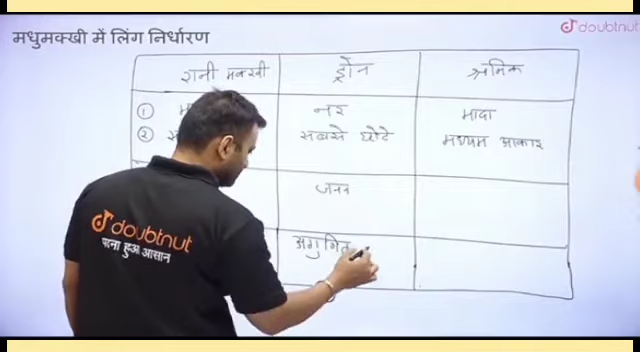 doubtnut
मधुमक्खी में लिंग निर्धारण
रानी मक्खी ड्रोन श्रमिक
① नर मादा
② सबसे छोटे मध्यम आकार
जनन
अगुणित
doubtnut
पढ़ना हुआ आसान